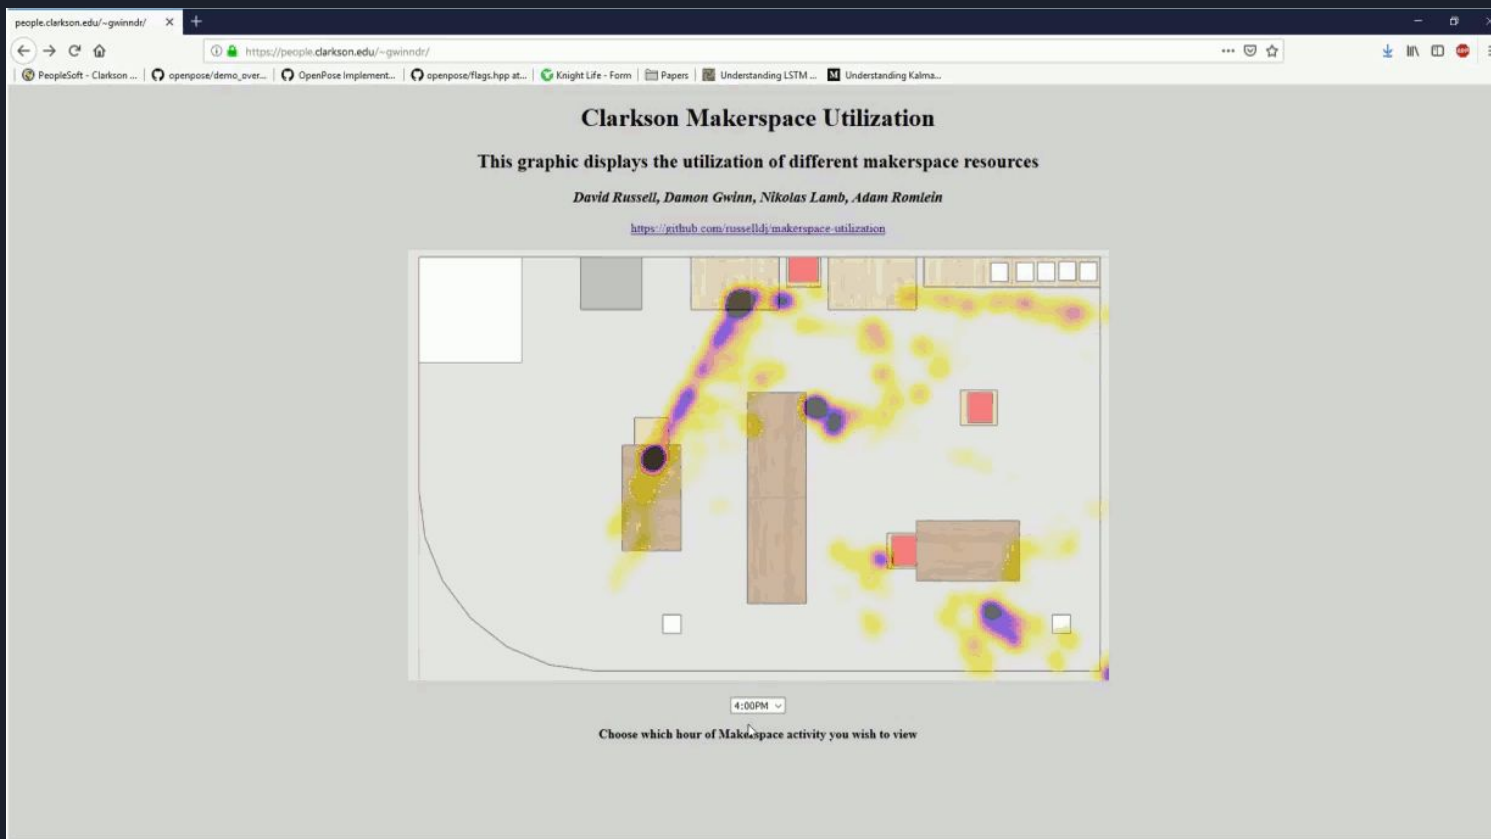 people.clarkson.edu/~gwinndr/
https://people.clarkson.edu/~gwinndr/
PeopleSoft - Clarkson ... openpose/demo_over... OpenPose Implement... openpose/flags.hpp at... Knight Life - Form Papers Understanding LSTM ... M Understanding Kalma...
Clarkson Makerspace Utilization
This graphic displays the utilization of different makerspace resources
David Russell, Damon Gwinn, Nikolas Lamb, Adam Romlein
https://github.com/russelldj/makerspace-utilization
4:00PM
Choose which hour of Makerspace activity you wish to view